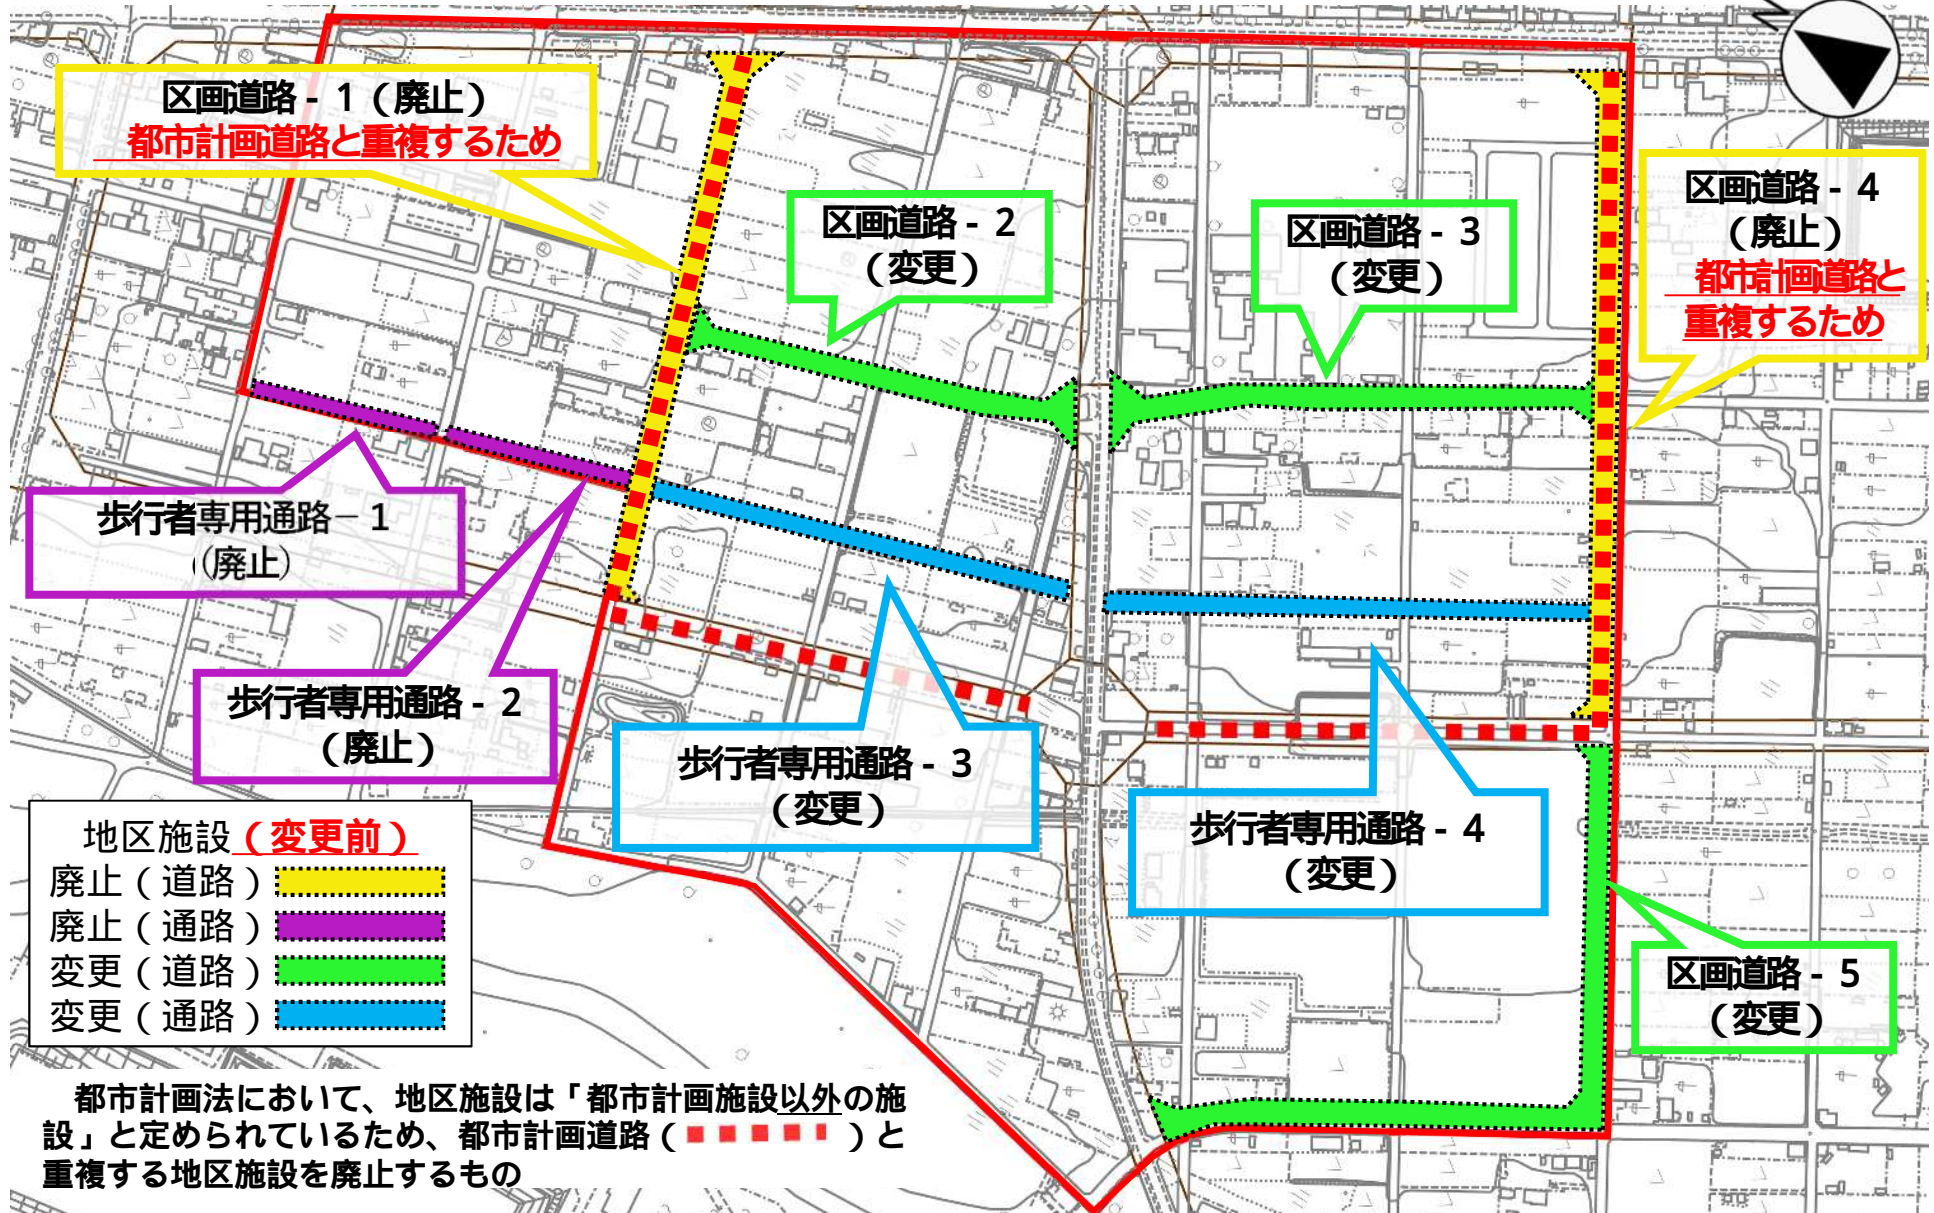 区画道路-1（廃止）
都市計画道路と重複するため
区画道路-2
（変更）
区画道路-3
（変更）
区画道路-4
（廃止）
都市計画道路と
重複するため
歩行者専用通路－1
（(廃止）
歩行者専用通路-2
（廃止）
歩行者専用通路-3
（変更）
歩行者専用通路-4
（変更）
区画道路-5
（変更）
地区施設（変更前）
廃止（道路）
廃止（通路）
変更（道路）
変更（通路）
都市計画法において、地区施設は「都市計画施設以外の施
設」と定められているため、都市計画道路（　）と
重複する地区施設を廃止するもの